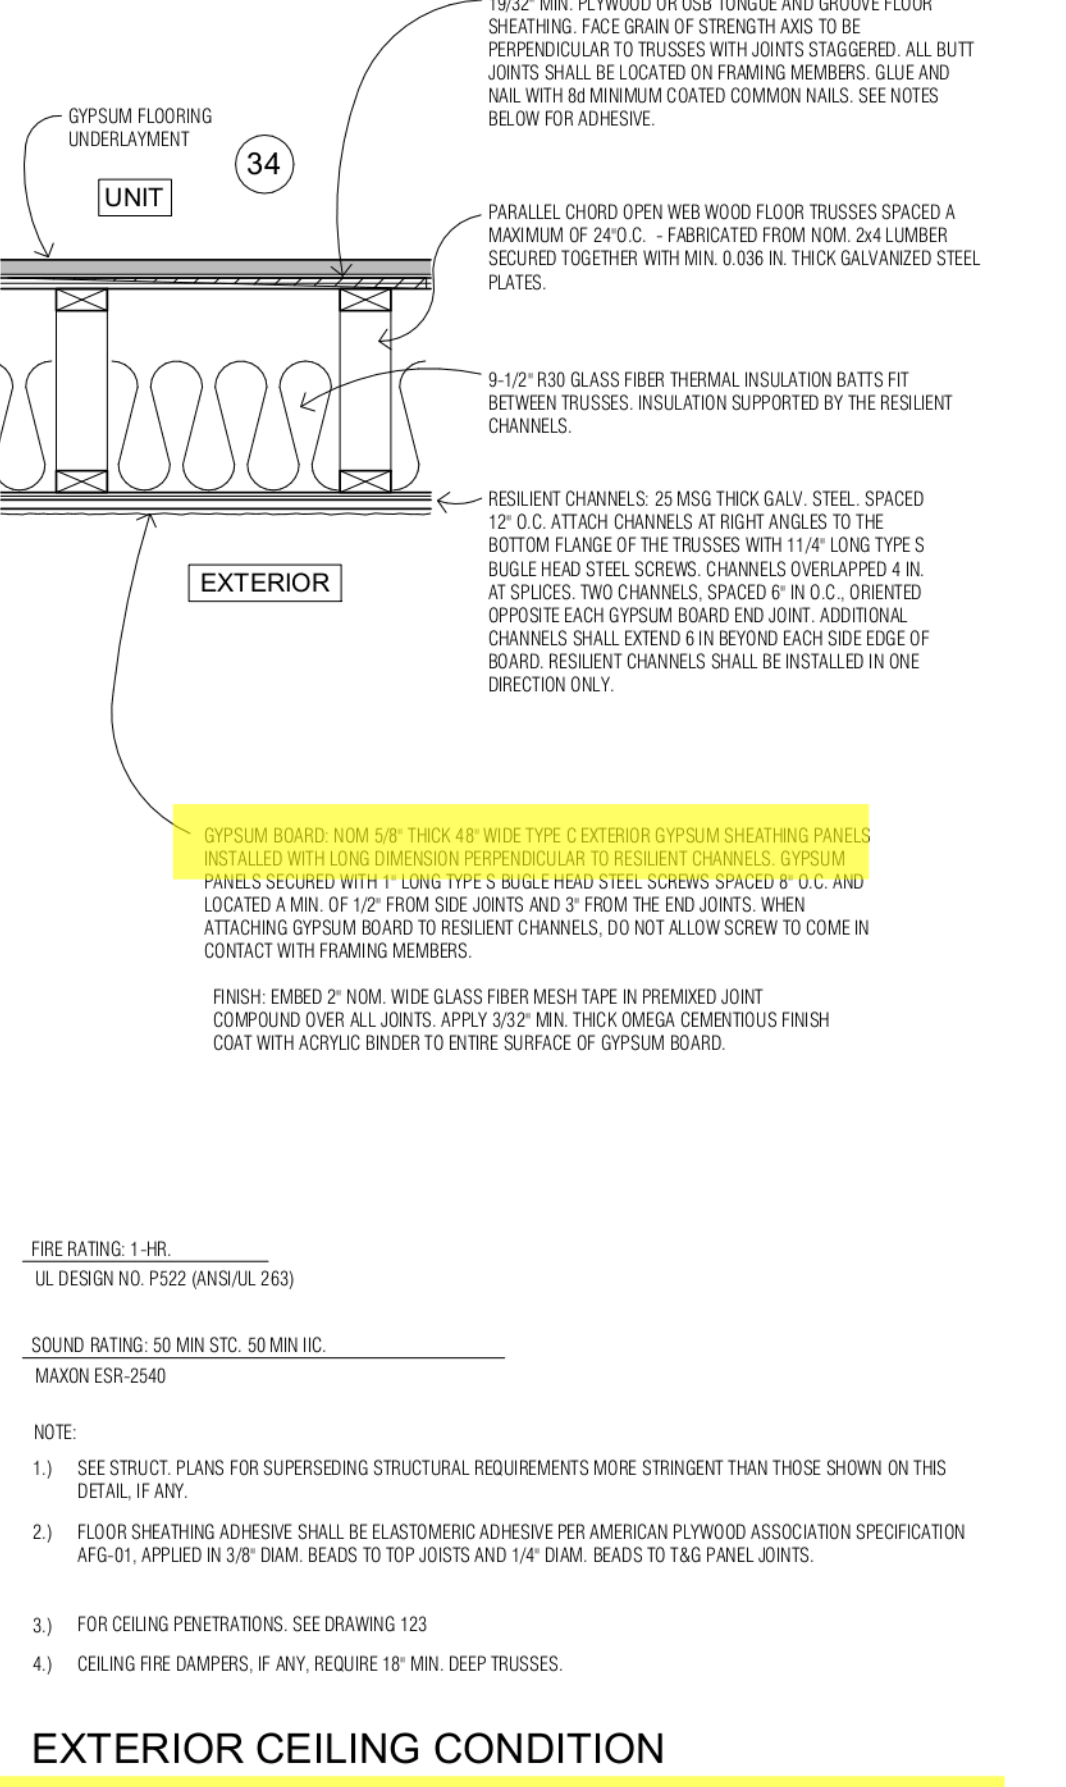 19/32" MIN. PLYWOOD OR OSB TONGUE AND GROOVE FLOOR
SHEATHING. FACE GRAIN OF STRENGTH AXIS TO BE
PERPENDICULAR TO TRUSSES WITH JOINTS STAGGERED. ALL BUTT
JOINTS SHALL BE LOCATED ON FRAMING MEMBERS. GLUE AND
NAIL WITH 8d MINIMUM COATED COMMON NAILS. SEE NOTES
BELOW FOR ADHESIVE.
GYPSUM FLOORING
UNDERLAYMENT
34
UNIT
PARALLEL CHORD OPEN WEB WOOD FLOOR TRUSSES SPACED A
MAXIMUM OF 24"O.C. - FABRICATED FROM NOM. 2x4 LUMBER
SECURED TOGETHER WITH MIN. 0.036 IN. THICK GALVANIZED STEEL
PLATES.
9-1/2" R30 GLASS FIBER THERMAL INSULATION BATTS FIT
BETWEEN TRUSSES. INSULATION SUPPORTED BY THE RESILIENT
CHANNELS.
RESILIENT CHANNELS: 25 MSG THICK GALV. STEEL. SPACED
12" O.C. ATTACH CHANNELS AT RIGHT ANGLES TO THE
BOTTOM FLANGE OF THE TRUSSES WITH 11/4" LONG TYPE S
BUGLE HEAD STEEL SCREWS. CHANNELS OVERLAPPED 4 IN.
AT SPLICES. TWO CHANNELS, SPACED 6" IN O.C., ORIENTED
OPPOSITE EACH GYPSUM BOARD END JOINT. ADDITIONAL
CHANNELS SHALL EXTEND 6 IN BEYOND EACH SIDE EDGE OF
BOARD. RESILIENT CHANNELS SHALL BE INSTALLED IN ONE
DIRECTION ONLY.
EXTERIOR
GYPSUM BOARD: NOM 5/8" THICK 48" WIDE TYPE C EXTERIOR GYPSUM SHEATHING PANELS
INSTALLED WITH LONG DIMENSION PERPENDICULAR TO RESILIENT CHANNELS. GYPSUM
PANELS SECURED WITH 1" LONG TYPE S BUGLE HEAD STEEL SCREWS SPACED 8" O.C. AND
LOCATED A MIN. OF 1/2" FROM SIDE JOINTS AND 3" FROM THE END JOINTS. WHEN
ATTACHING GYPSUM BOARD TO RESILIENT CHANNELS, DO NOT ALLOW SCREW TO COME IN
CONTACT WITH FRAMING MEMBERS.
FINISH: EMBED 2" NOM. WIDE GLASS FIBER MESH TAPE IN PREMIXED JOINT
COMPOUND OVER ALL JOINTS. APPLY 3/32" MIN. THICK OMEGA CEMENTIOUS FINISH
COAT WITH ACRYLIC BINDER TO ENTIRE SURFACE OF GYPSUM BOARD.
FIRE RATING: 1-HR.
UL DESIGN NO. P522 (ANSI/UL 263)
SOUND RATING: 50 MIN STC. 50 MIN IIC.
MAXON ESR-2540
NOTE:
1.) SEE STRUCT. PLANS FOR SUPERSEDING STRUCTURAL REQUIREMENTS MORE STRINGENT THAN THOSE SHOWN ON THIS
DETAIL, IF ANY.
2.) FLOOR SHEATHING ADHESIVE SHALL BE ELASTOMERIC ADHESIVE PER AMERICAN PLYWOOD ASSOCIATION SPECIFICATION
AFG-01, APPLIED IN 3/8" DIAM. BEADS TO TOP JOISTS AND 1/4" DIAM. BEADS TO T&G PANEL JOINTS.
3.) FOR CEILING PENETRATIONS. SEE DRAWING 123
4.) CEILING FIRE DAMPERS, IF ANY, REQUIRE 18" MIN. DEEP TRUSSES.
EXTERIOR CEILING CONDITION